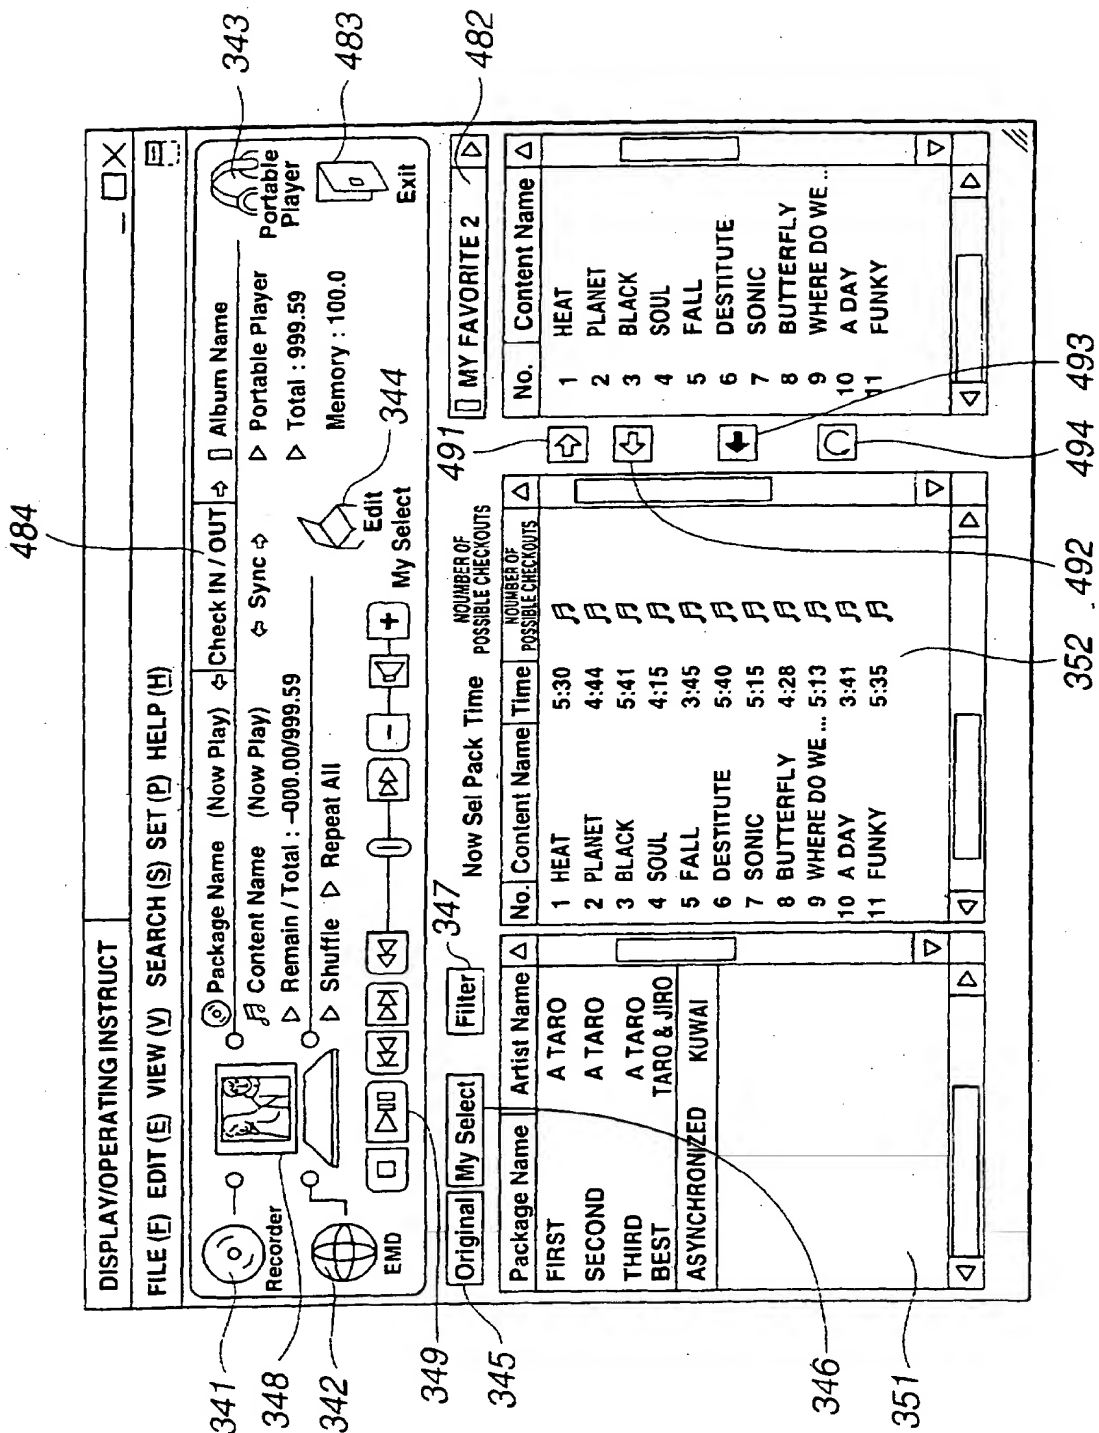 484
343
483
482
DISPLAY/OPERATING INSTRUCT
FILE (F) EDIT (E) VIEW (V) SEARCH (S) SET (P) HELP (H)
Package Name (Now Play)
Check IN / OUT
Album Name
Content Name (Now Play)
Sync
Portable Player
Remain / Total : -000.00/999.59
Total : 999.59
Shuffle
Repeat All
Memory : 100.0
Recorder
EMD
Portable
Player
Exit
Edit
My Select
344
341
348
342
349
345
346
351
Original
My Select
Filter
347
Now Sel Pack Time
NOUMBER OF
POSSIBLE CHECKOUTS
491
MY FAVORITE 2
Package Name Artist Name
FIRST A TARO
SECOND A TARO
THIRD A TARO
BEST TARO & JIRO
ASYNCHRONIZED KUWAI
No. Content Name Time NOUMBER OF
POSSIBLE CHECKOUTS
1 HEAT 5:30
2 PLANET 4:44
3 BLACK 5:41
4 SOUL 4:15
5 FALL 3:45
6 DESTITUTE 5:40
7 SONIC 5:15
8 BUTTERFLY 4:28
9 WHERE DO WE ... 5:13
10 A DAY 3:41
11 FUNKY 5:35
No. Content Name
1 HEAT
2 PLANET
3 BLACK
4 SOUL
5 FALL
6 DESTITUTE
7 SONIC
8 BUTTERFLY
9 WHERE DO WE ...
10 A DAY
11 FUNKY
352
492
494
493